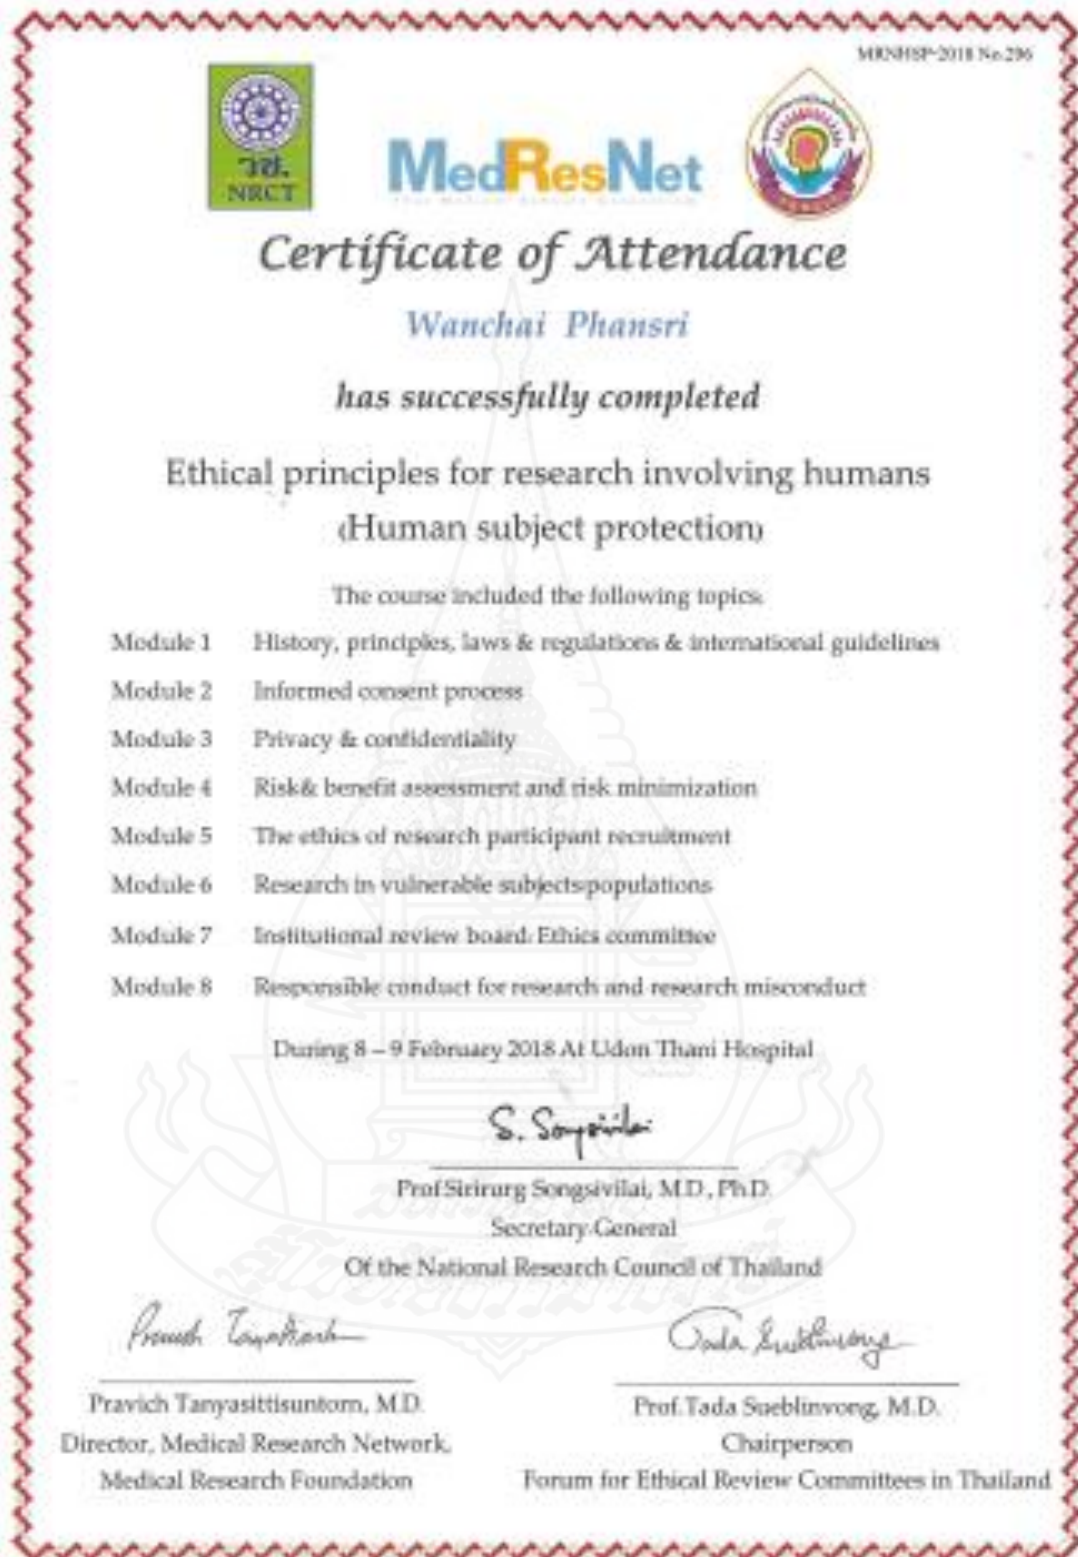 MRNHSP-2018 No.296
วช.
NRCT
MedResNet
Certificate of Attendance
Wanchai Phansri
has successfully completed
Ethical principles for research involving humans
(Human subject protection)
The course included the following topics:
Module 1 History, principles, laws & regulations & international guidelines
Module 2 Informed consent process
Module 3 Privacy & confidentiality
Module 4 Risk& benefit assessment and risk minimization
Module 5 The ethics of research participant recruitment
Module 6 Research in vulnerable subjects/populations
Module 7 Institutional review board/Ethics committee
Module 8 Responsible conduct for research and research misconduct
During 8 – 9 February 2018 At Udon Thani Hospital
S. Songsivilai
Prof.Sirirurg Songsivilai, M.D., Ph.D.
Secretary-General
Of the National Research Council of Thailand
Pravich Tanyasittisuntorn, M.D.
Director, Medical Research Network,
Medical Research Foundation
Tada Sueblinvong
Prof.Tada Sueblinvong, M.D.
Chairperson
Forum for Ethical Review Committees in Thailand